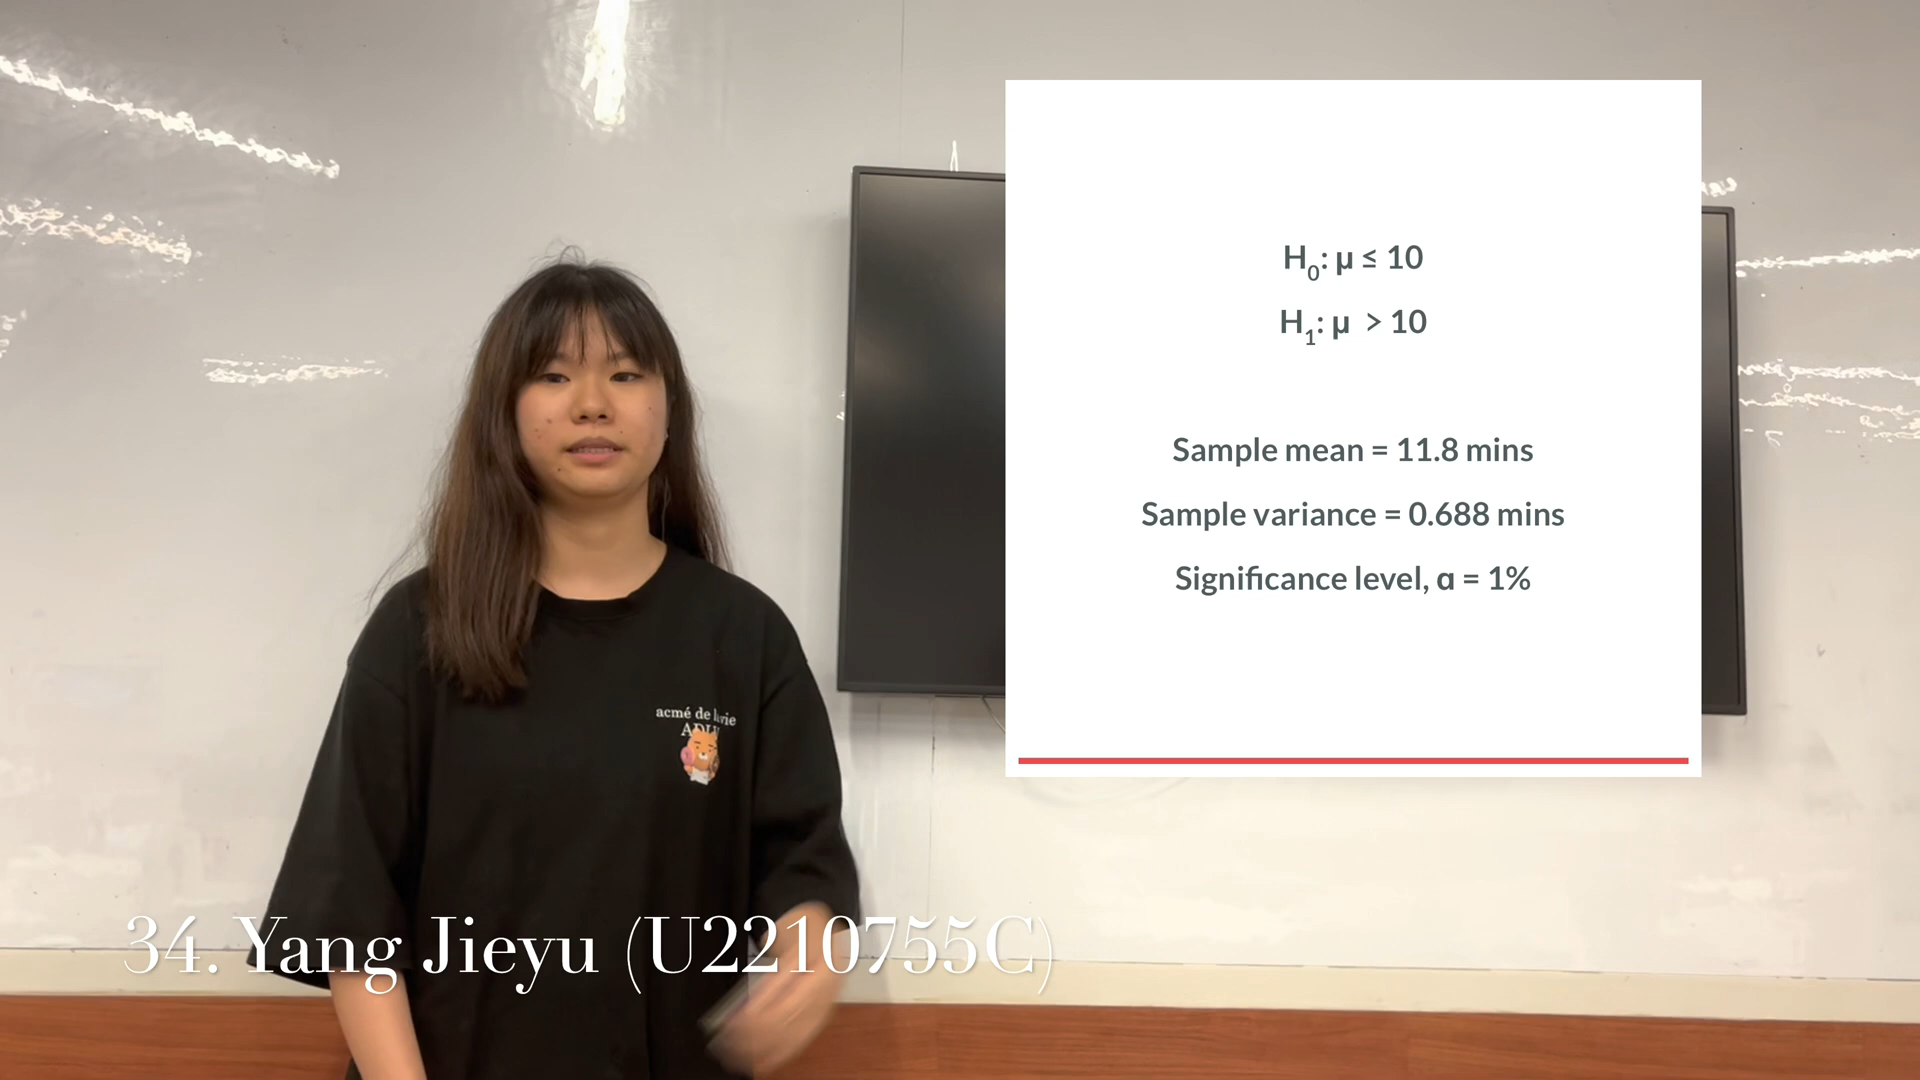 H₀: μ ≤ 10
H₁: μ > 10
Sample mean = 11.8 mins
Sample variance = 0.688 mins
Significance level, α = 1%
acmé de la vie
34. Yang Jieyu (U2210755C)